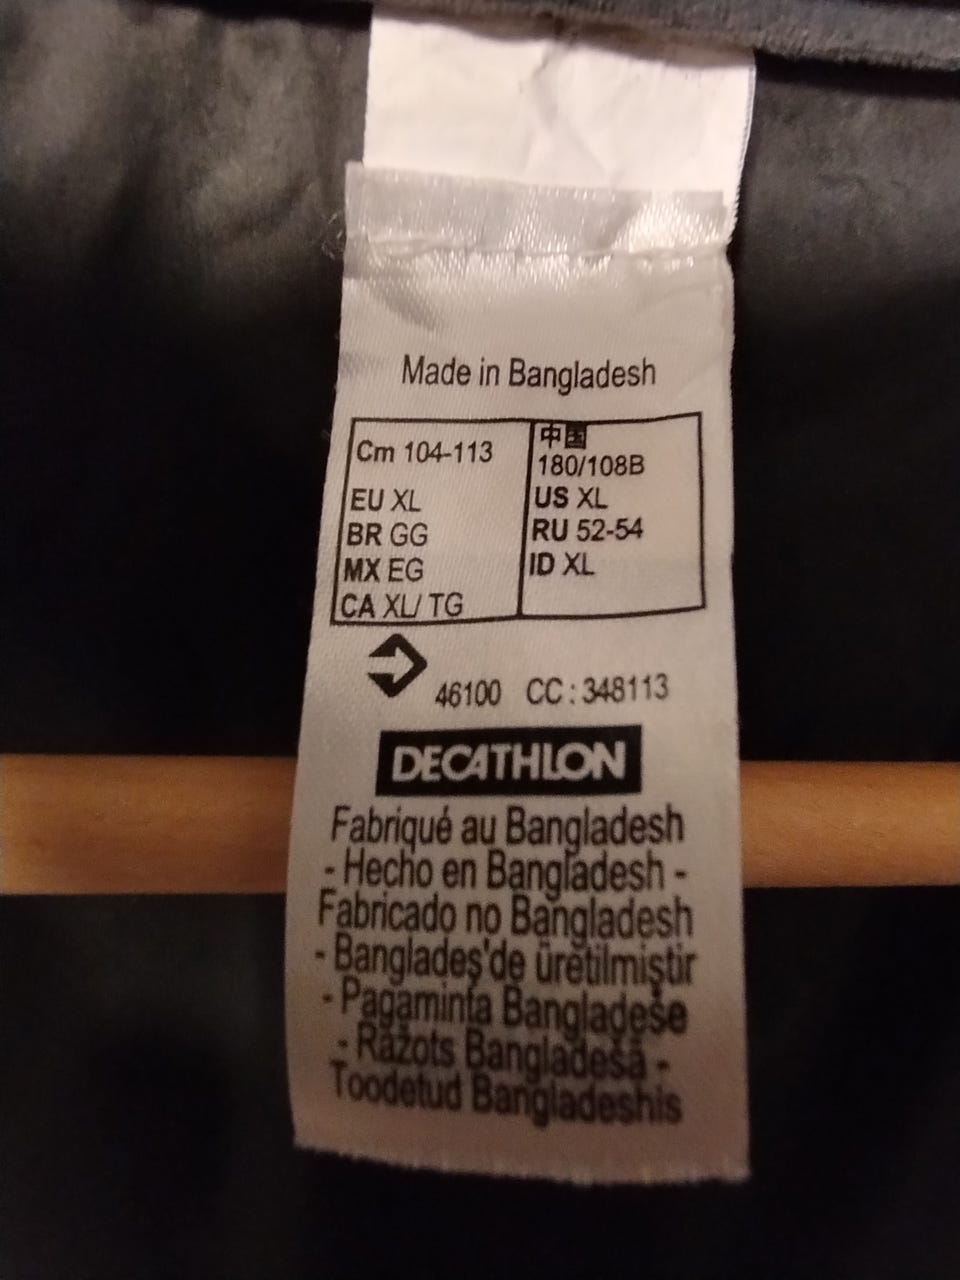 Made in Bangladesh
Cm 104-113
EU XL
BR GG
MX EG
CA XL/ TG
中国
180/108B
US XL
RU 52-54
ID XL
46100 CC : 348113
DECATHLON
Fabriqué au Bangladesh
- Hecho en Bangladesh -
Fabricado no Bangladesh
- Bangladeş'de üretilmiştir
- Pagaminta Bangladeše
- Ražots Bangladešā -
Toodetud Bangladeshis